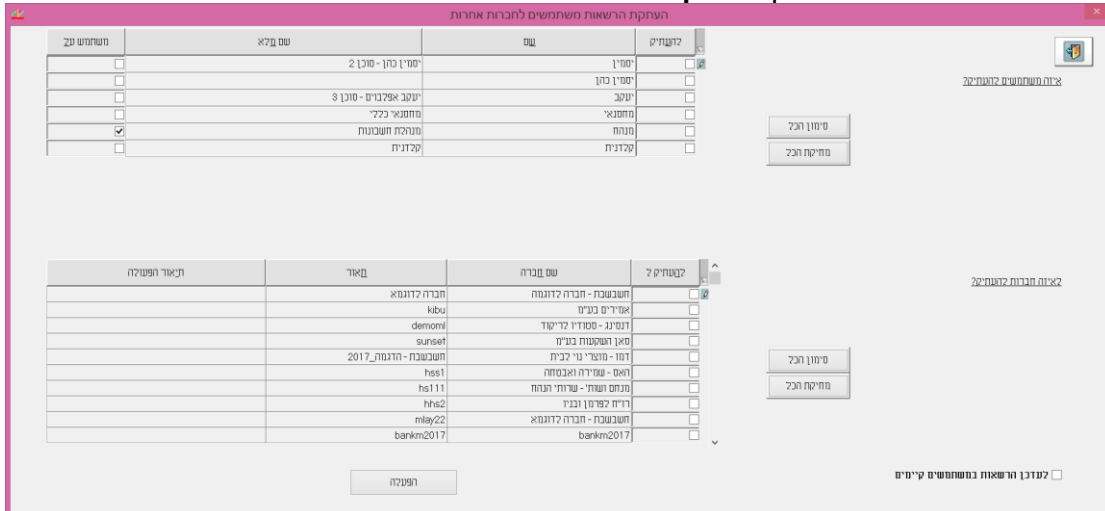 העתקת הרשאות משתמשים לחברות אחרות
להעתיק שם שם מלא משתמש על
יסמין יסמין כהן - סוכן 2
יסמין כהן
יעקב יעקב אפלבוים - סוכן 3
מחסנאי מחסנאי כללי
מנהח מנהלת חשבונות
קלדנית קלדנית
איזה משתמשים להעתיק?
סימון הכל
מחיקת הכל
להעתיק ל שם חברה תאור תיאור הפעולה
חשבשבת - חברה לדוגמה חברה לדוגמא
אמירים בע"מ kibu
דנסינג - סטודיו לריקוד demoml
סאן השקעות בע"מ sunset
דמו - מוצרי נוי לבית חשבשבת - הדגמה_2017
האס - שמירה ואבטחה hss1
מנחם ושות' - שרותי הנהח hs111
רו"ח לפרמן ובניו hhs2
חשבשבת - חברה לדוגמא mlay22
bankm2017 bankm2017
לאיזה חברות להעתיק?
סימון הכל
מחיקת הכל
לעדכן הרשאות במשתמשים קיימים
הפעלה